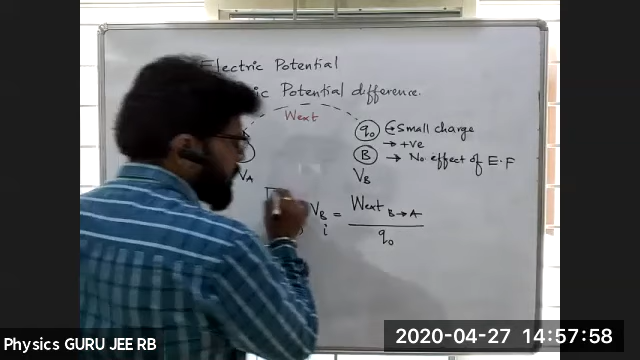 Electric Potential
Potential difference.
Wext
q₀ → Small charge
→ +ve
B → No effect of E.F
VA
VB
VB = Wext B→A
i
q₀
Physics GURU JEE RB
2020-04-27 14:57:58